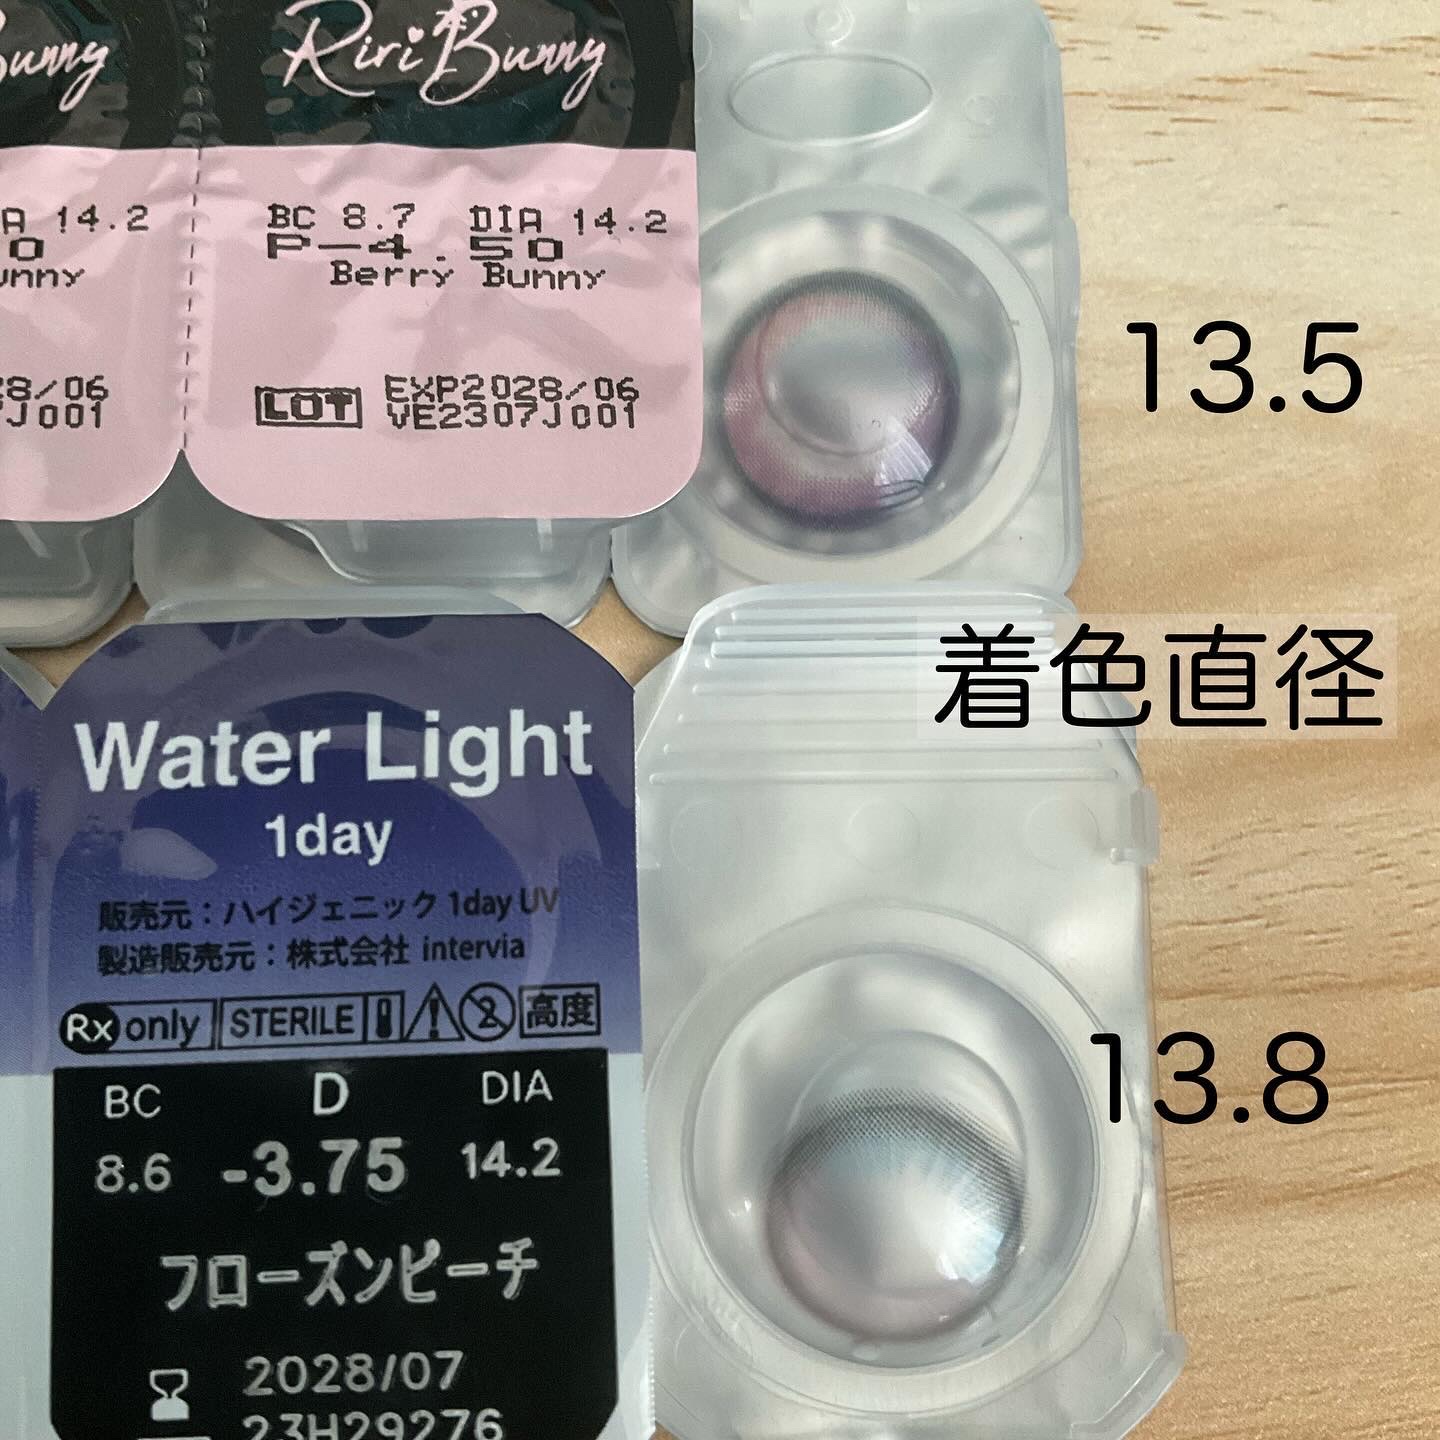 Bunny
Riri Bunny
A 14.2
BC 8.7 DIA 14.2
0
P-4.50
unny
Berry Bunny
28/06
7J001
LOT EXP2028/06
VE2307J001
13.5
着色直径
Water Light
1day
販売元：ハイジェニック 1day UV
製造販売元：株式会社 intervia
Rx only STERILE 2 高度
BC D DIA
8.6 -3.75 14.2
フローズンピーチ
2028/07
23H29276
13.8